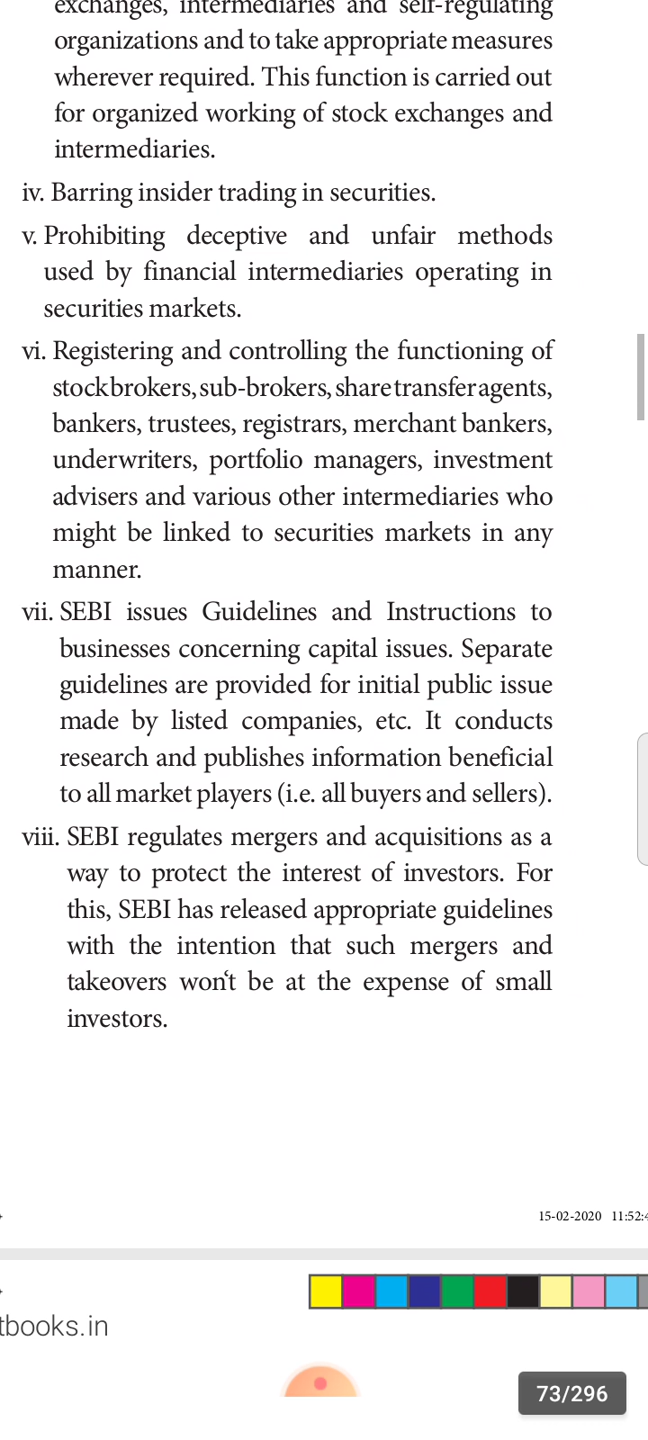 exchanges, intermediaries and self-regulating
organizations and to take appropriate measures
wherever required. This function is carried out
for organized working of stock exchanges and
intermediaries.
iv. Barring insider trading in securities.
v. Prohibiting deceptive and unfair methods
used by financial intermediaries operating in
securities markets.
vi. Registering and controlling the functioning of
stockbrokers, sub-brokers, share transfer agents,
bankers, trustees, registrars, merchant bankers,
underwriters, portfolio managers, investment
advisers and various other intermediaries who
might be linked to securities markets in any
manner.
vii. SEBI issues Guidelines and Instructions to
businesses concerning capital issues. Separate
guidelines are provided for initial public issue
made by listed companies, etc. It conducts
research and publishes information beneficial
to all market players (i.e. all buyers and sellers).
viii. SEBI regulates mergers and acquisitions as a
way to protect the interest of investors. For
this, SEBI has released appropriate guidelines
with the intention that such mergers and
takeovers won‘t be at the expense of small
investors.
15-02-2020 11:52:4
tbooks.in
73/296